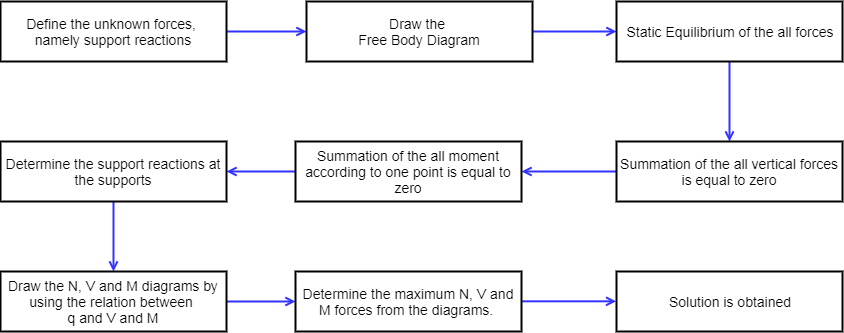 Define the unknown forces,
namely support reactions
Draw the
Free Body Diagram
Static Equilibrium of the all forces
Summation of the all vertical forces
is equal to zero
Summation of the all moment
according to one point is equal to
zero
Determine the support reactions at
the supports
Draw the N, V and M diagrams by
using the relation between
q and V and M
Determine the maximum N, V and
M forces from the diagrams.
Solution is obtained